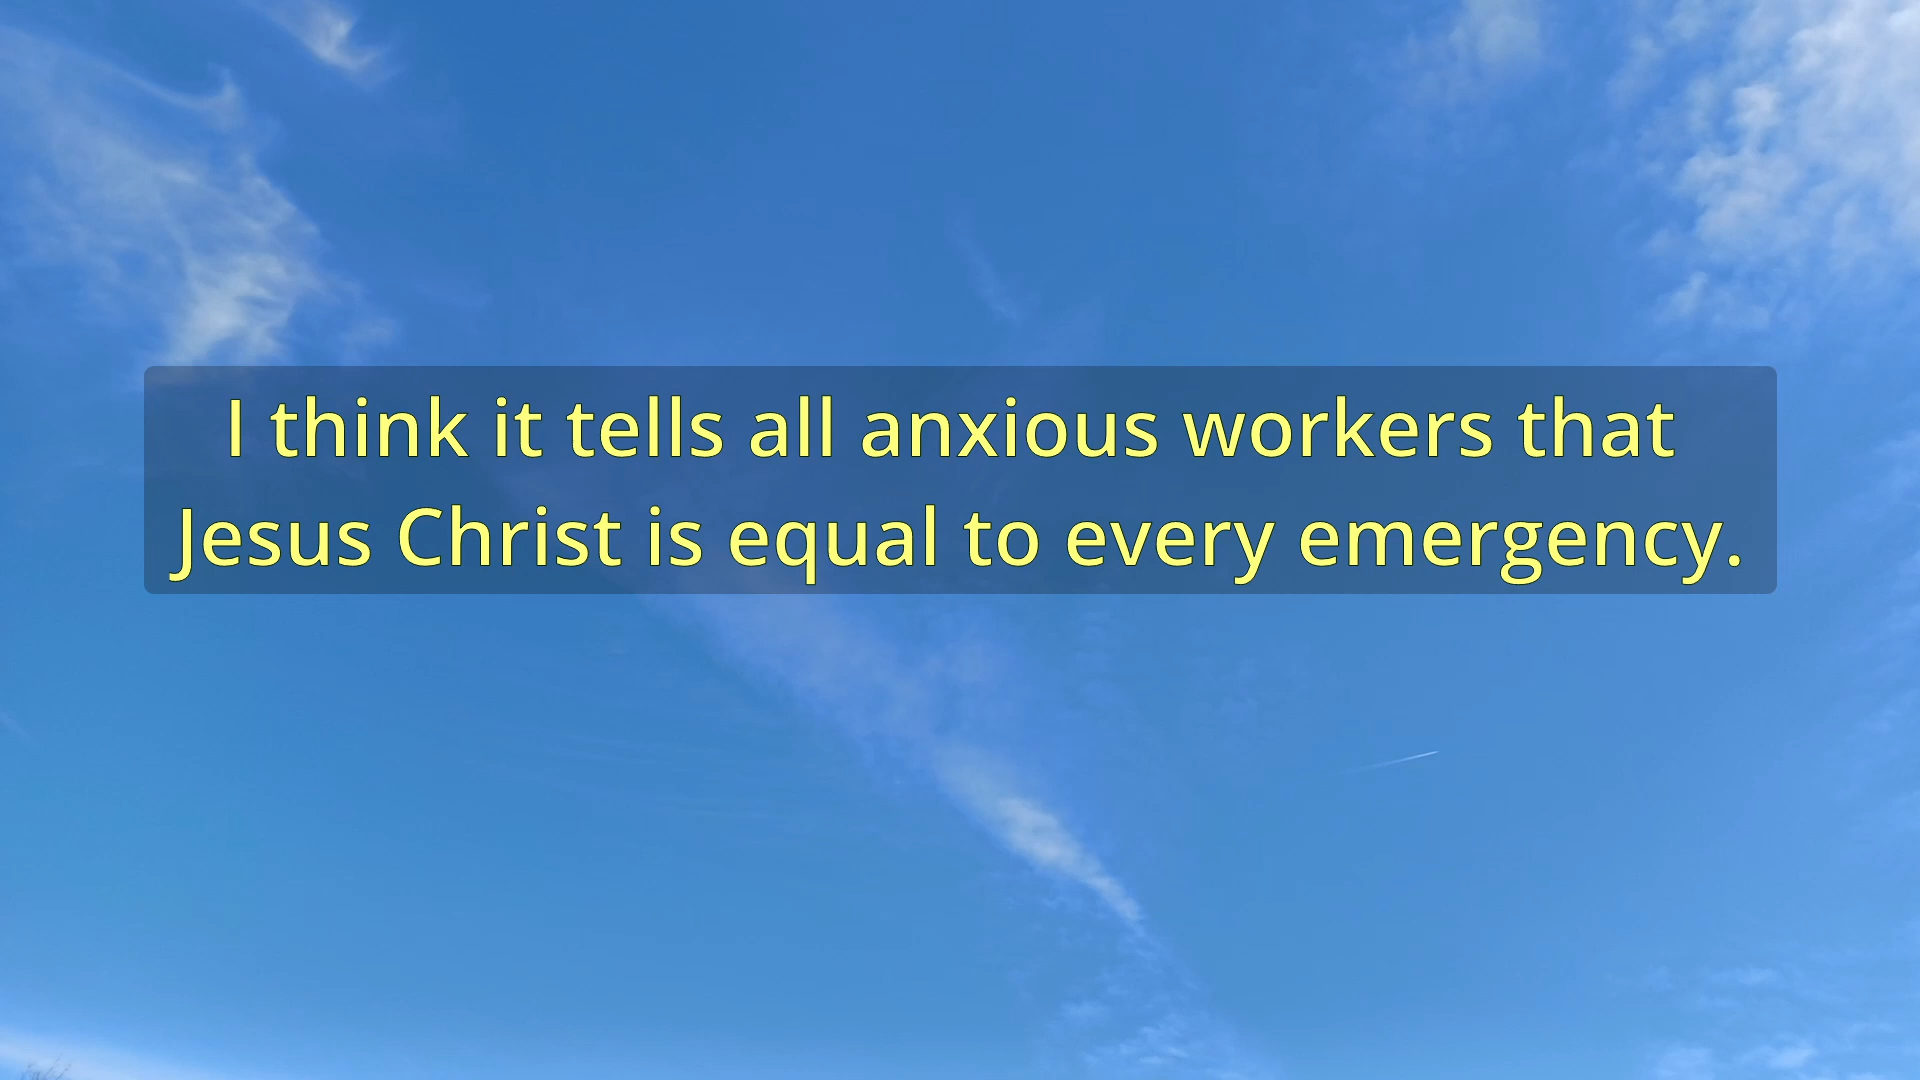 I think it tells all anxious workers that
Jesus Christ is equal to every emergency.